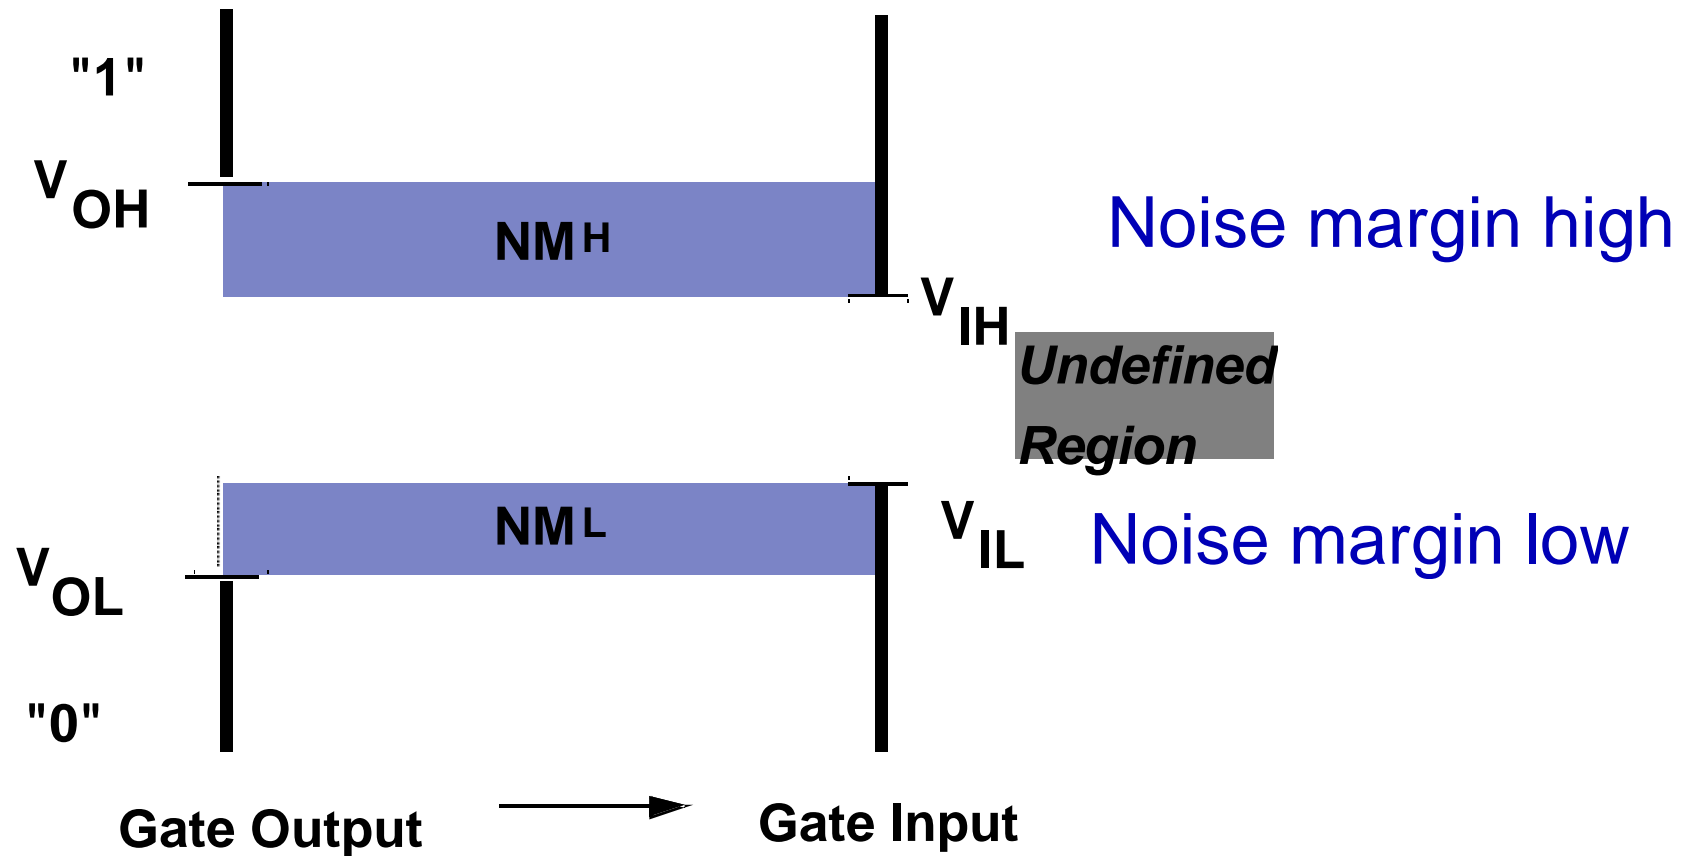 "1"
VOH
NMH
Noise margin high
VIH
Undefined
Region
NML
VIL
Noise margin low
VOL
"0"
Gate Output
Gate Input